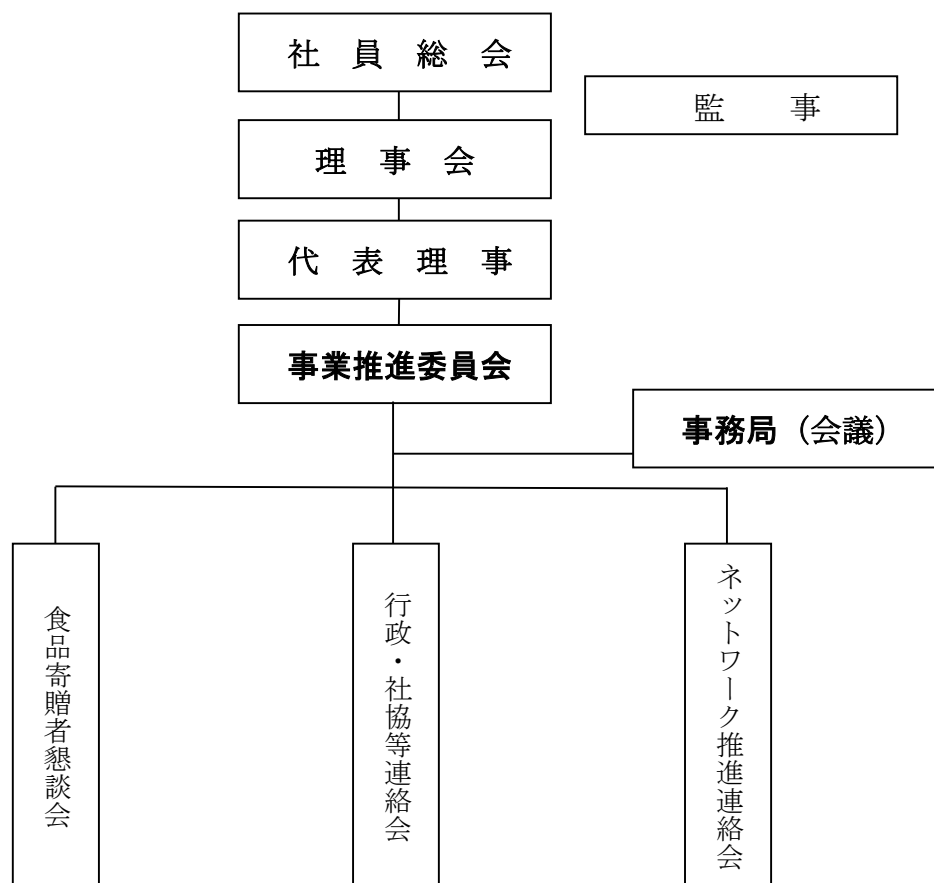 社　員　総　会
監　　事
理　事　会
代　表　理　事
事業推進委員会
事務局（会議）
食品寄贈者懇談会
行政・社協等連絡会
ネットワーク推進連絡会